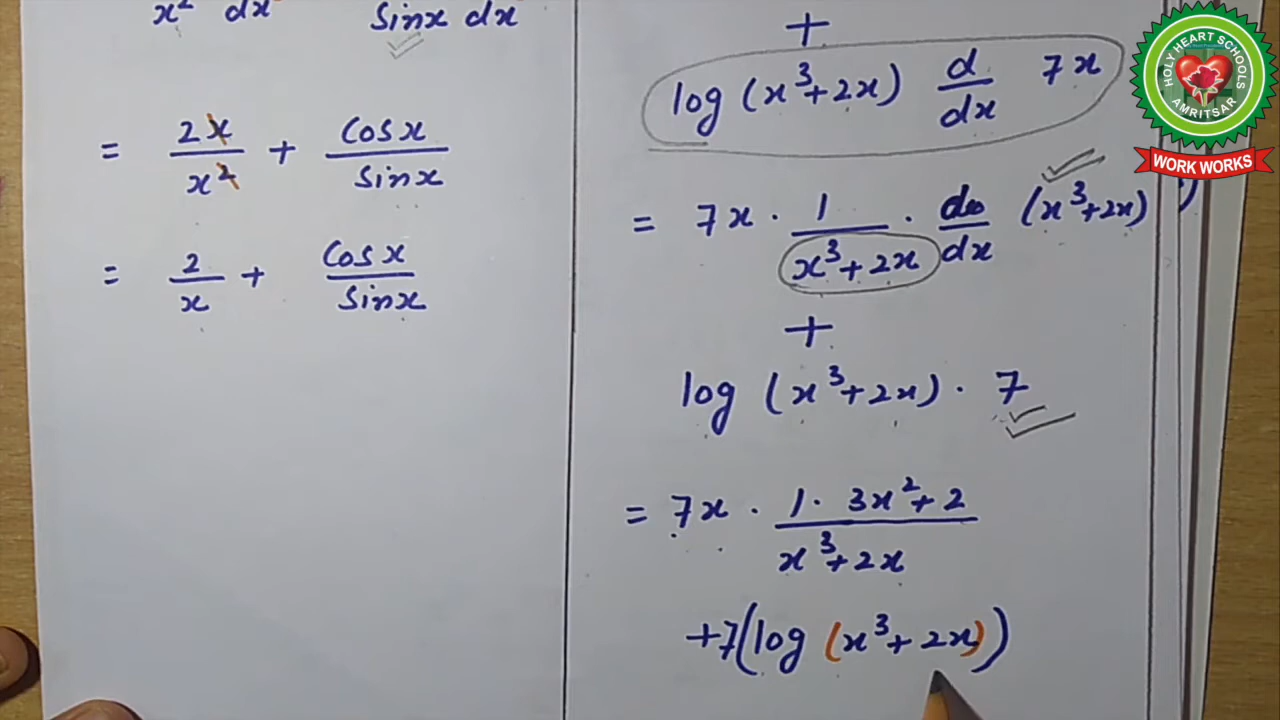 x² dx    sinx dx
= 2x/x² + cosx/sinx
= 2/x + cosx/sinx
+
log (x³+2x) d/dx 7x
= 7x · 1/(x³+2x) · d/dx (x³+2x)
+
log (x³+2x) · 7
= 7x · 1 · 3x²+2 / x³+2x
+7(log (x³+2x))
HOLY HEART SCHOOLS
AMRITSAR
WORK WORKS